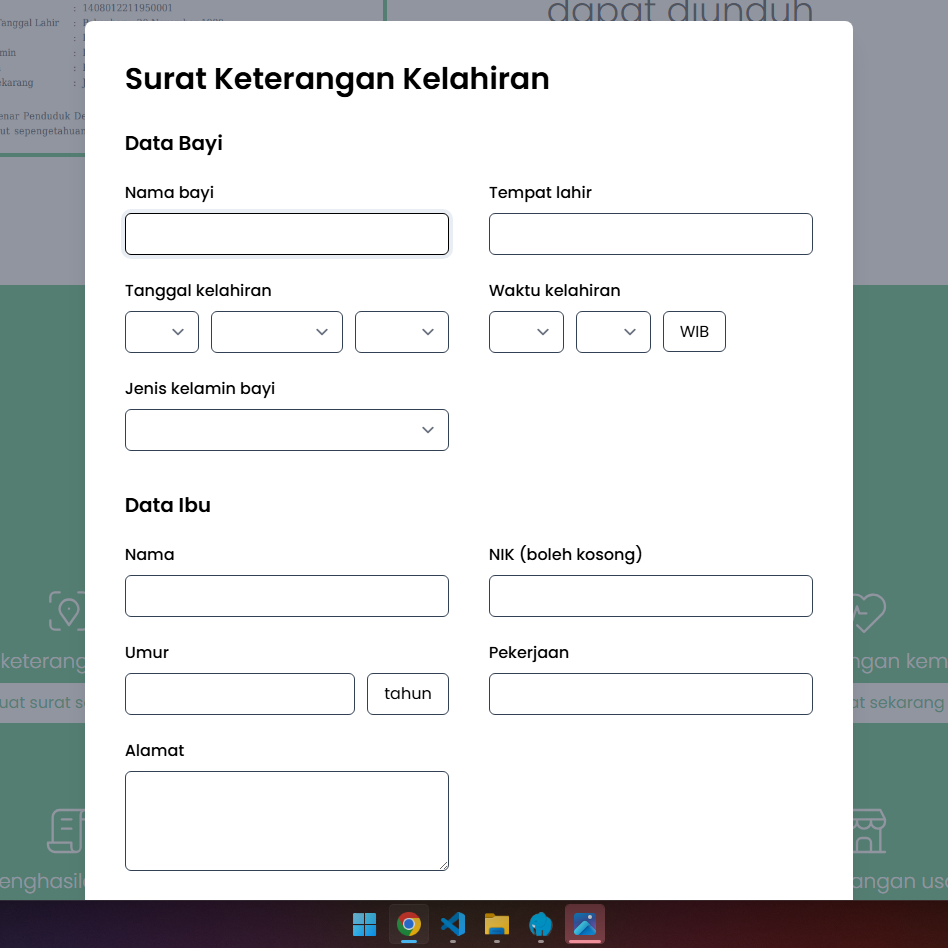 : 1408012211950001
dapat diunduh
Tanggal Lahir :
min :
:
ekarang :
enar Penduduk De
ut sepengetahuan
Surat Keterangan Kelahiran
Data Bayi
Nama bayi
Tempat lahir
Tanggal kelahiran
Waktu kelahiran
WIB
Jenis kelamin bayi
Data Ibu
Nama
NIK (boleh kosong)
Umur
Pekerjaan
tahun
keterang
ngan kem
uat surat s
at sekarang
Alamat
enghasil
angan us